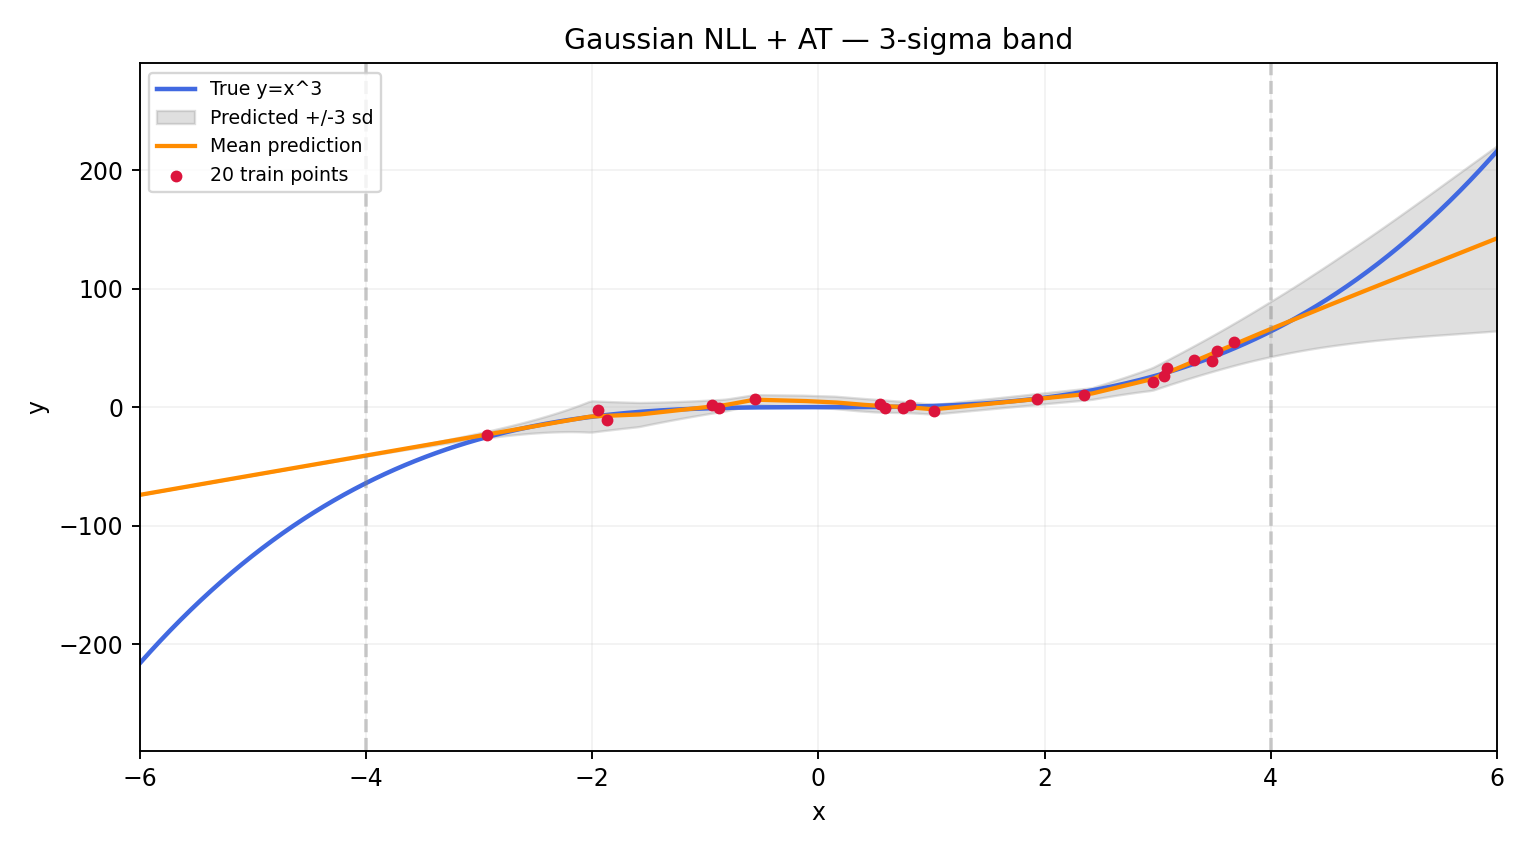 Gaussian NLL + AT — 3-sigma band
True y=x^3
Predicted +/-3 sd
Mean prediction
20 train points
200
100
0
−100
−200
y
−6
−4
−2
0
2
4
6
x